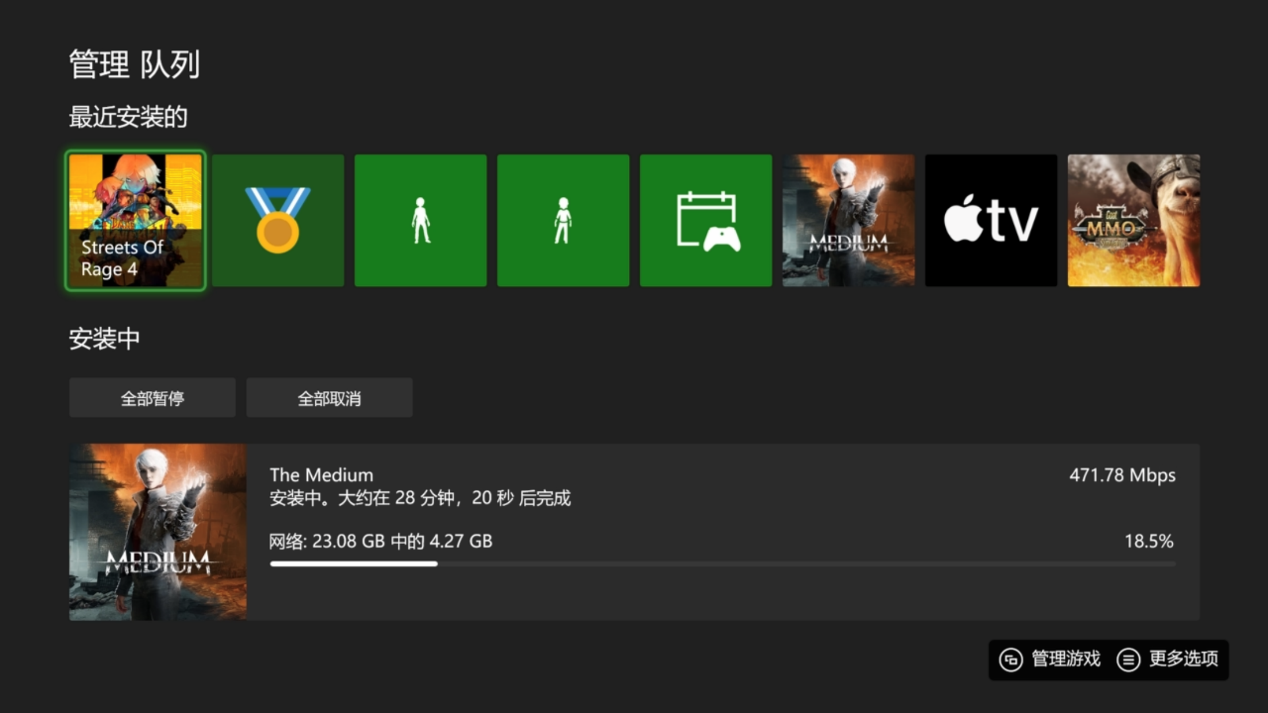 管理 队列
最近安装的
Streets Of
Rage 4
MEDIUM
tv
MMO
安装中
全部暂停
全部取消
MEDIUM
The Medium
471.78 Mbps
安装中。大约在 28 分钟，20 秒 后完成
网络: 23.08 GB 中的 4.27 GB
18.5%
管理游戏
更多选项